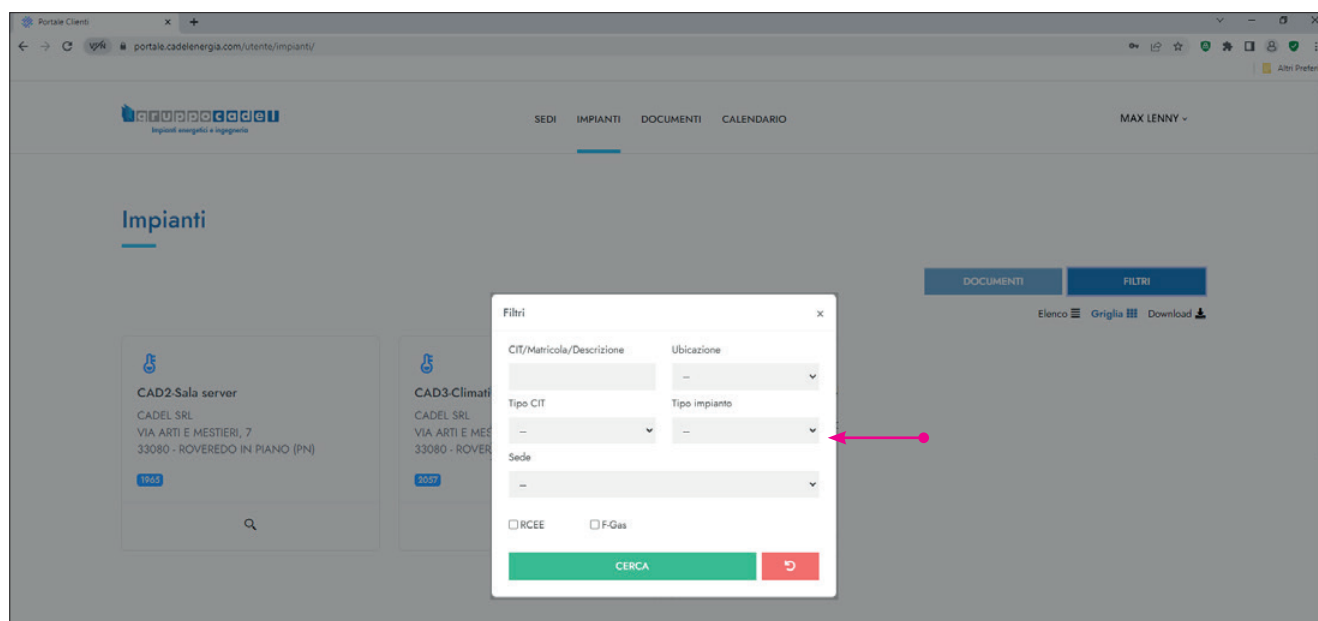 Portale Clienti
VPN portale.cadelenergia.com/utente/impianti/
Altri Prefer
gruppocadel
Impianti energetici e ingegneria
SEDI IMPIANTI DOCUMENTI CALENDARIO
MAX LENNY
Impianti
DOCUMENTI FILTRI
Elenco Griglia Download
CAD2-Sala server
CADEL SRL
VIA ARTI E MESTIERI, 7
33080 - ROVEREDO IN PIANO (PN)
1965
CAD3-Climati
CADEL SRL
VIA ARTI E MES
33080 - ROVER
2057
Filtri
CIT/Matricola/Descrizione Ubicazione
--
Tipo CIT Tipo impianto
-- --
Sede
--
RCEE F-Gas
CERCA